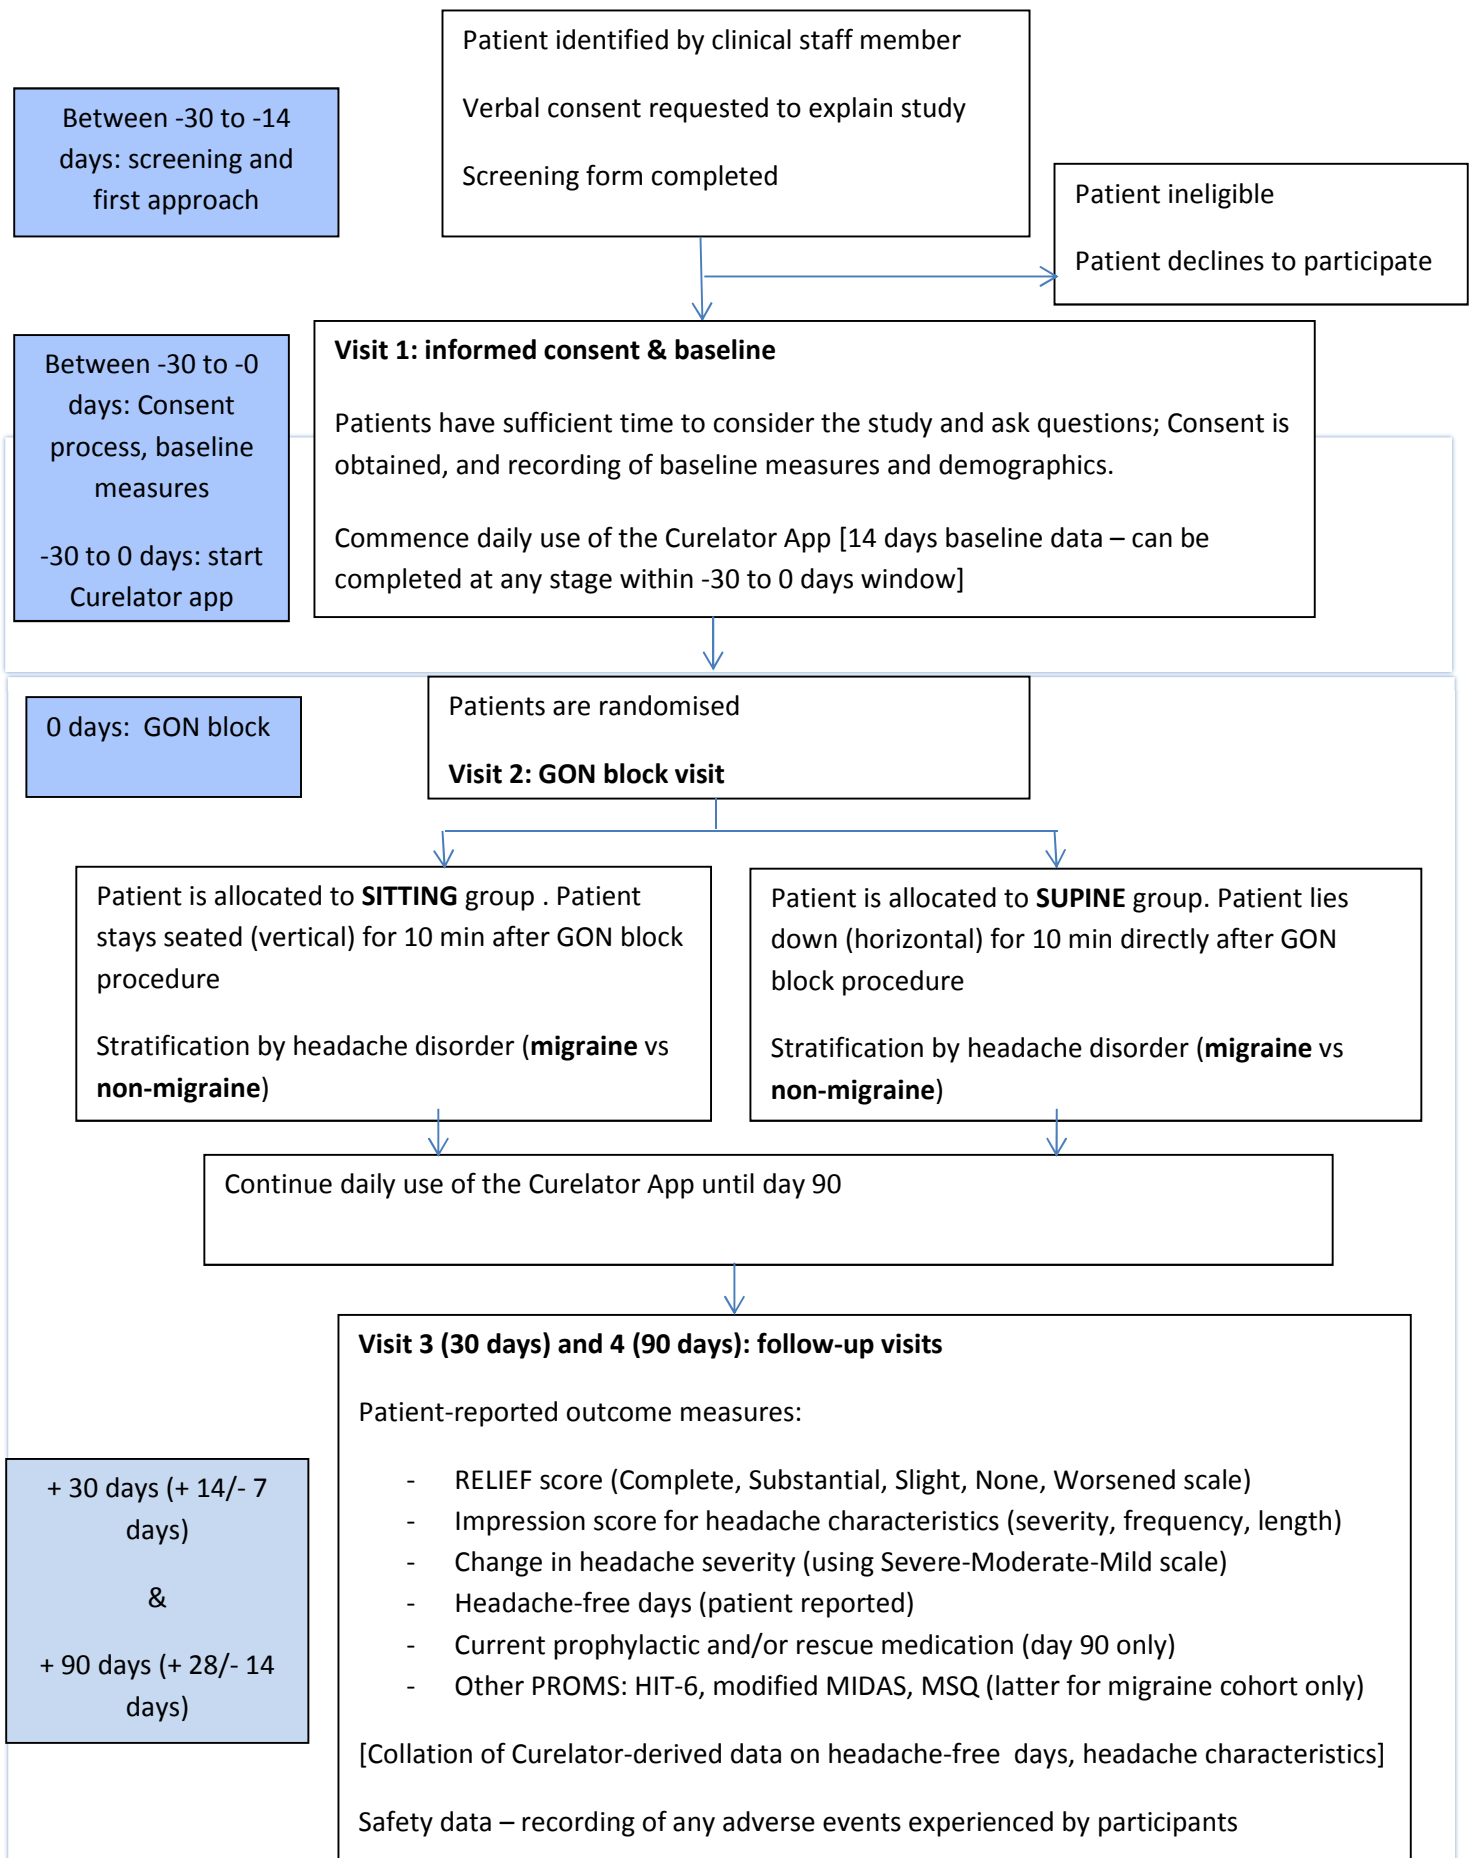 Patient identified by clinical staff member
Verbal consent requested to explain study
Screening form completed
Between -30 to -14
days: screening and
first approach
Patient ineligible
Patient declines to participate
Between -30 to -0
days: Consent
process, baseline
measures
-30 to 0 days: start
Curelator app
Visit 1: informed consent & baseline
Patients have sufficient time to consider the study and ask questions; Consent is
obtained, and recording of baseline measures and demographics.
Commence daily use of the Curelator App [14 days baseline data – can be
completed at any stage within -30 to 0 days window]
0 days:  GON block
Patients are randomised
Visit 2: GON block visit
Patient is allocated to SITTING group . Patient
stays seated (vertical) for 10 min after GON block
procedure
Stratification by headache disorder (migraine vs
non-migraine)
Patient is allocated to SUPINE group. Patient lies
down (horizontal) for 10 min directly after GON
block procedure
Stratification by headache disorder (migraine vs
non-migraine)
Continue daily use of the Curelator App until day 90
+ 30 days (+ 14/- 7
days)
&
+ 90 days (+ 28/- 14
days)
Visit 3 (30 days) and 4 (90 days): follow-up visits
Patient-reported outcome measures:
- RELIEF score (Complete, Substantial, Slight, None, Worsened scale)
- Impression score for headache characteristics (severity, frequency, length)
- Change in headache severity (using Severe-Moderate-Mild scale)
- Headache-free days (patient reported)
- Current prophylactic and/or rescue medication (day 90 only)
- Other PROMS: HIT-6, modified MIDAS, MSQ (latter for migraine cohort only)
[Collation of Curelator-derived data on headache-free  days, headache characteristics]
Safety data – recording of any adverse events experienced by participants